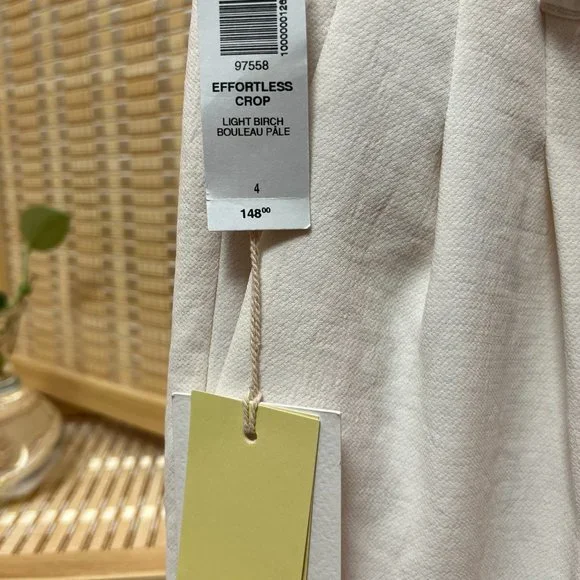 97558
EFFORTLESS
CROP
LIGHT BIRCH
BOULEAU PÂLE
4
148⁰⁰